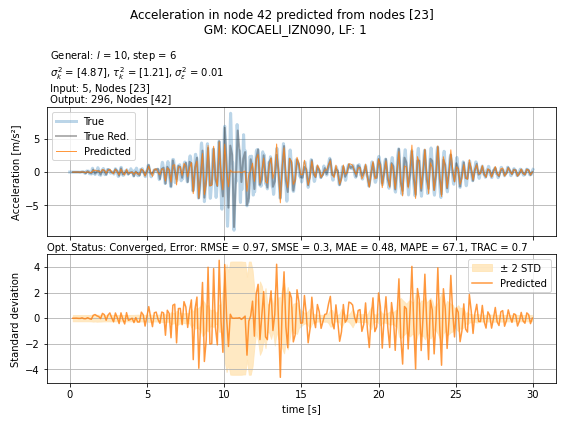 Acceleration in node 42 predicted from nodes [23]
GM: KOCAELI_IZN090, LF: 1
General: l = 10, step = 6
σ²ₖ = [4.87], τ²ₖ = [1.21], σ²ε = 0.01
Input: 5, Nodes [23]
Output: 296, Nodes [42]
Acceleration [m/s²]
5
0
−5
True
True Red.
Predicted
Opt. Status: Converged, Error: RMSE = 0.97, SMSE = 0.3, MAE = 0.48, MAPE = 67.1, TRAC = 0.7
Standard deviation
4
2
0
−2
−4
± 2 STD
Predicted
0 5 10 15 20 25 30
time [s]